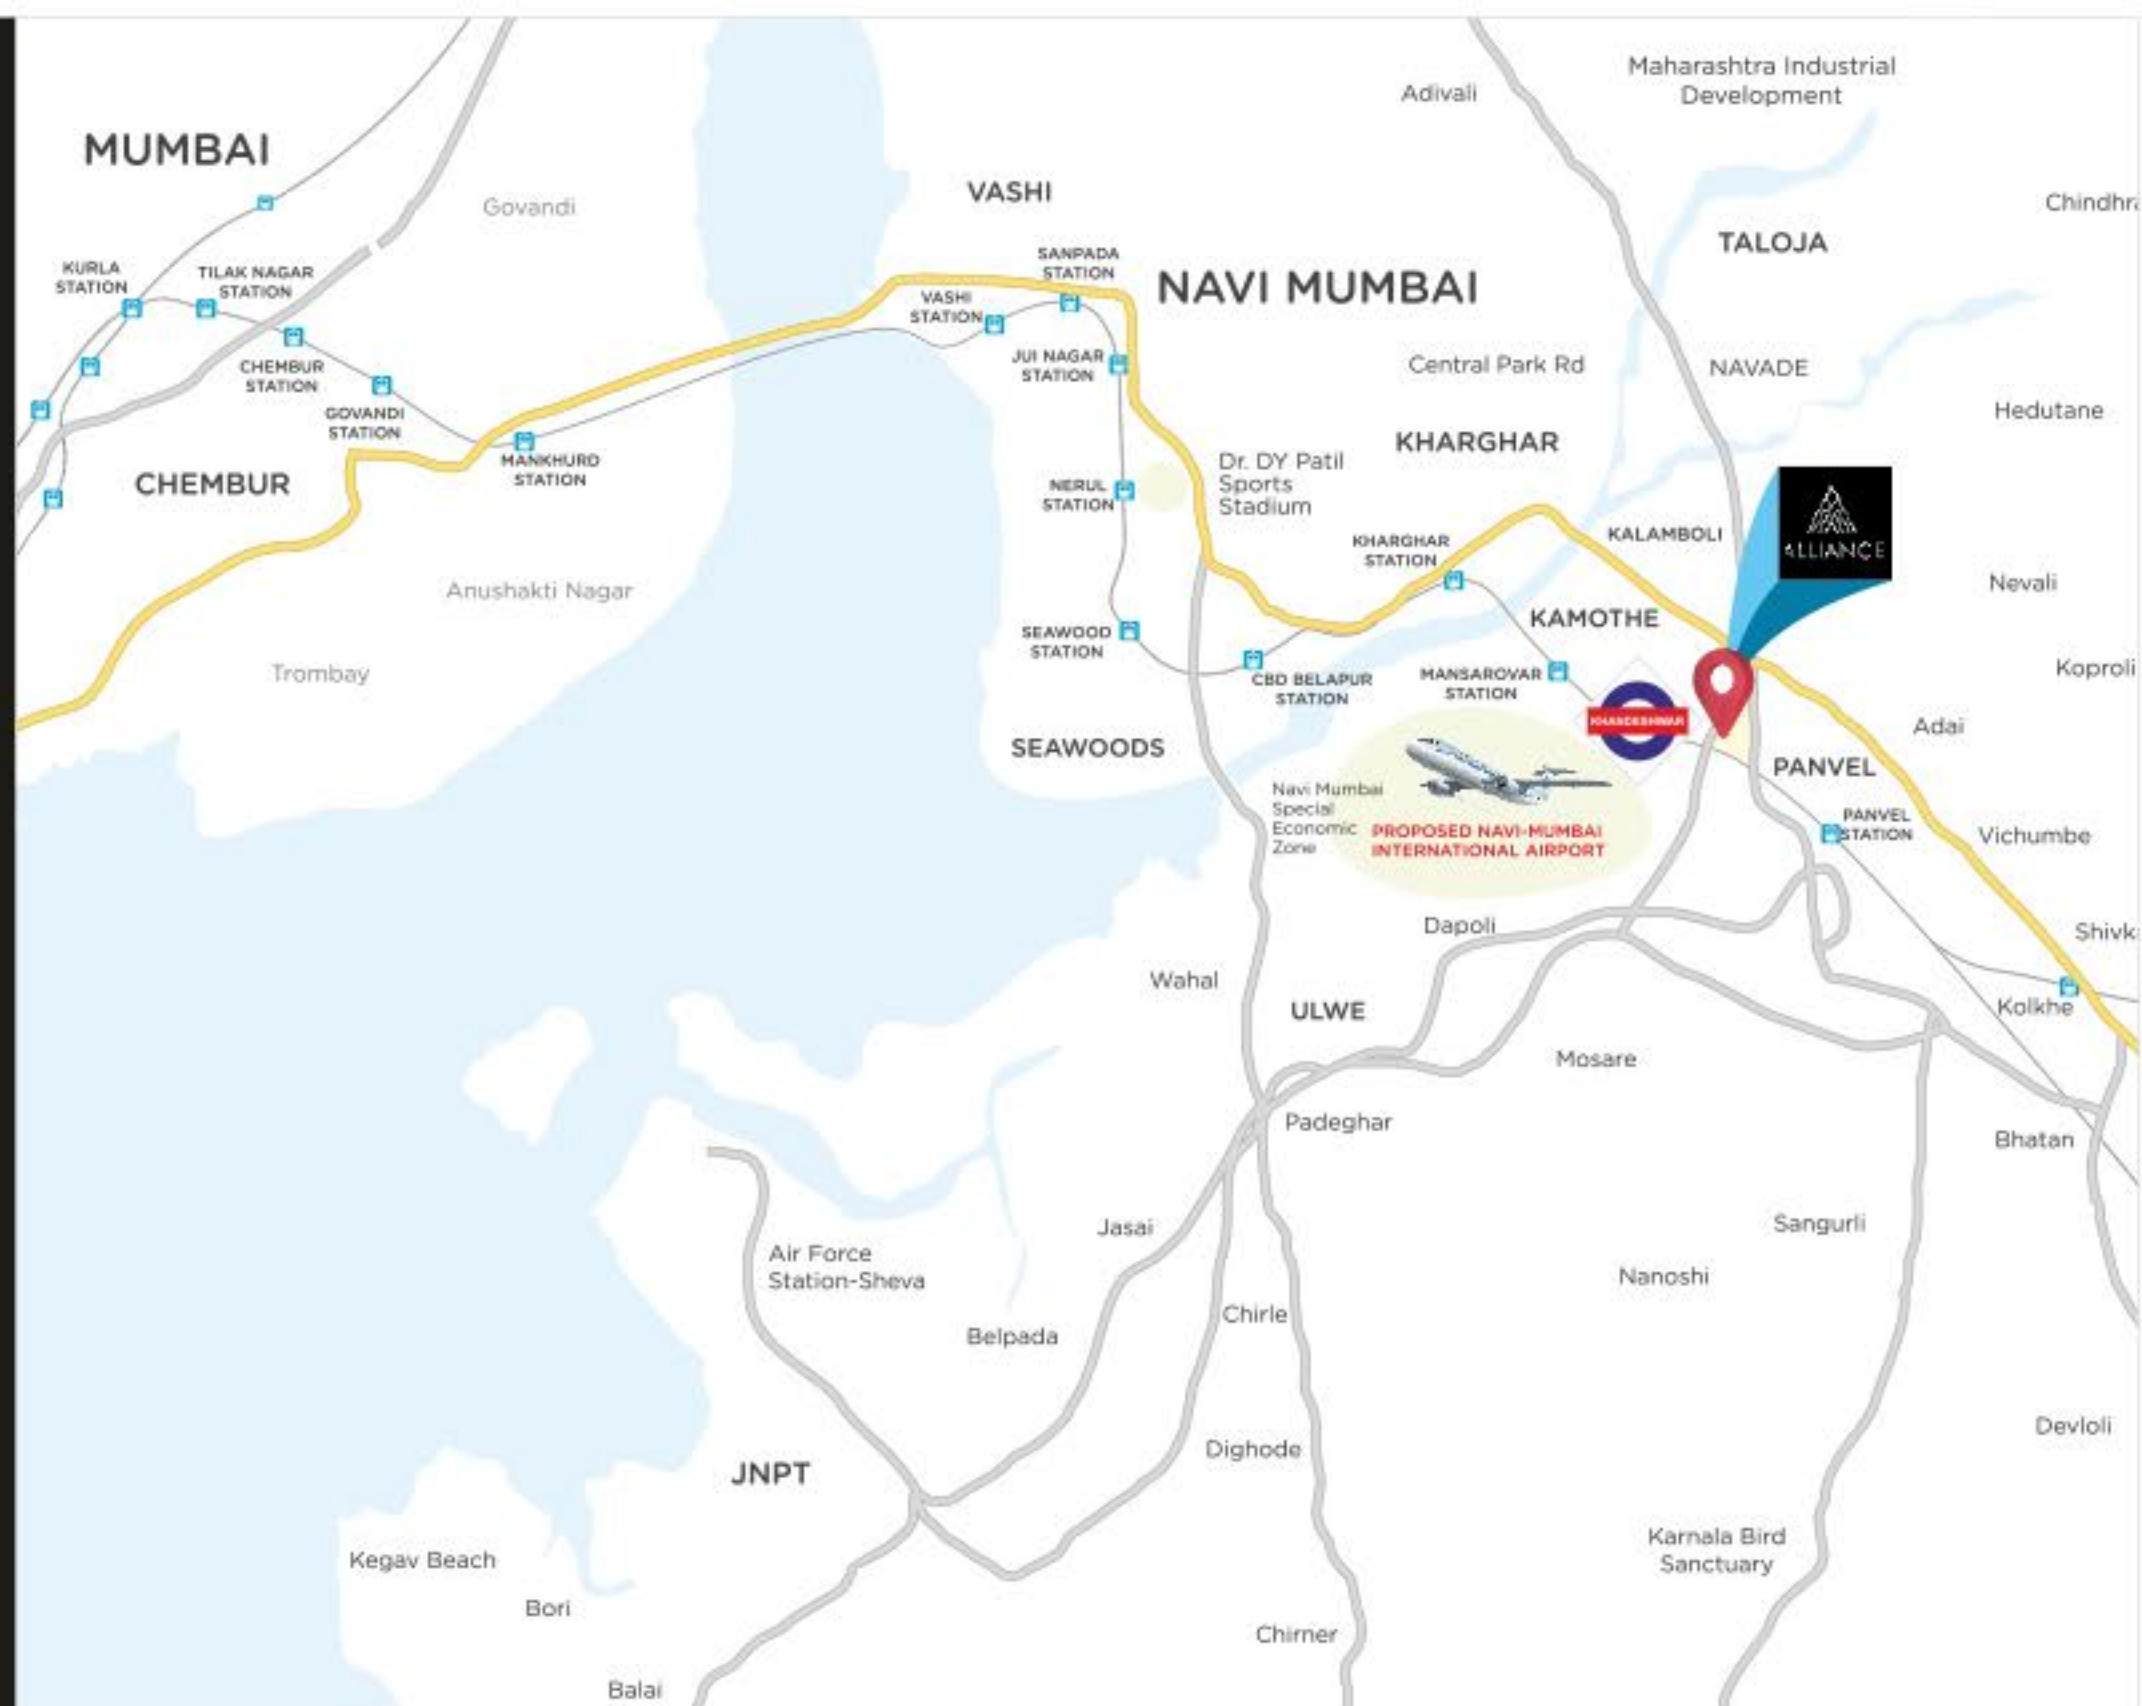 Maharashtra Industrial
Development
Adivali
MUMBAI
VASHI
Govandi
TALOJA
SANPADA
STATION
NAVI MUMBAI
KURLA
STATION
TILAK NAGAR
STATION
VASHI
STATION
CHEMBUR
STATION
JUI NAGAR
STATION
Central Park Rd
NAVADE
Hedutane
GOVANDI
STATION
KHARGHAR
MANKHURD
STATION
CHEMBUR
Dr. DY Patil
Sports
Stadium
NERUL
STATION
KHARGHAR
STATION
KALAMBOLI
ALLIANCE
Nevali
Anushakti Nagar
KAMOTHE
SEAWOOD
STATION
Trombay
CBD BELAPUR
STATION
MANSAROVAR
STATION
Koproli
KHANDESHWAR
Adai
SEAWOODS
PANVEL
Navi Mumbai
Special
Economic
Zone
PROPOSED NAVI-MUMBAI
INTERNATIONAL AIRPORT
PANVEL
STATION
Vichumbe
Dapoli
Shivk
Wahal
ULWE
Kolkhe
Mosare
Padeghar
Bhatan
Jasai
Sangurli
Air Force
Station-Sheva
Nanoshi
Chirle
Belpada
Devloli
Dighode
JNPT
Karnala Bird
Sanctuary
Kegav Beach
Bori
Chirner
Balai